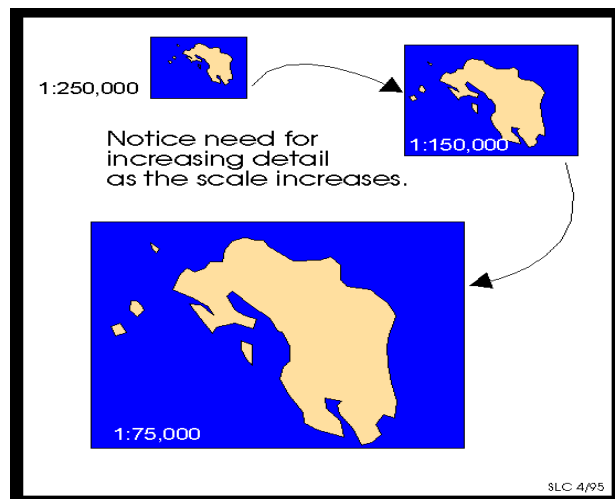 1:250,000
1:150,000
Notice need for
increasing detail
as the scale increases.
1:75,000
SLC 4/95